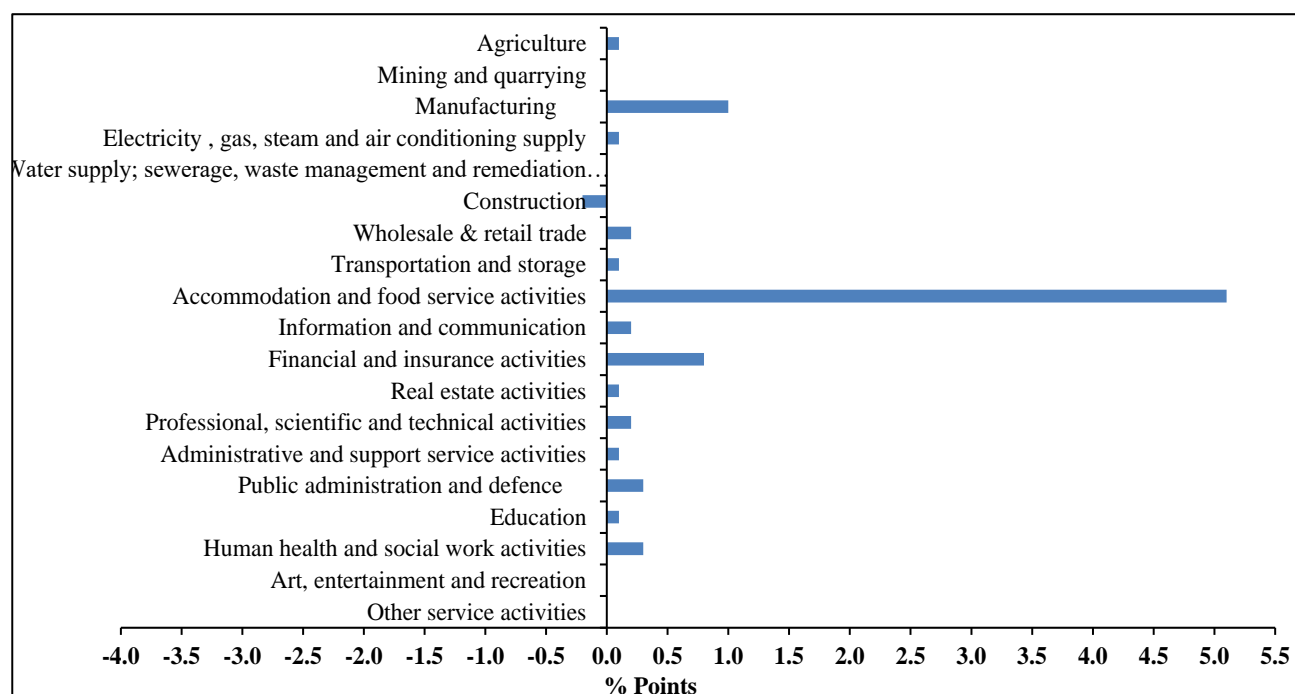 Agriculture
Mining and quarrying
Manufacturing
Electricity , gas, steam and air conditioning supply
Water supply; sewerage, waste management and remediation…
Construction
Wholesale & retail trade
Transportation and storage
Accommodation and food service activities
Information and communication
Financial and insurance activities
Real estate activities
Professional, scientific and technical activities
Administrative and support service activities
Public administration and defence
Education
Human health and social work activities
Art, entertainment and recreation
Other service activities
-4.0 -3.5 -3.0 -2.5 -2.0 -1.5 -1.0 -0.5 0.0 0.5 1.0 1.5 2.0 2.5 3.0 3.5 4.0 4.5 5.0 5.5
% Points